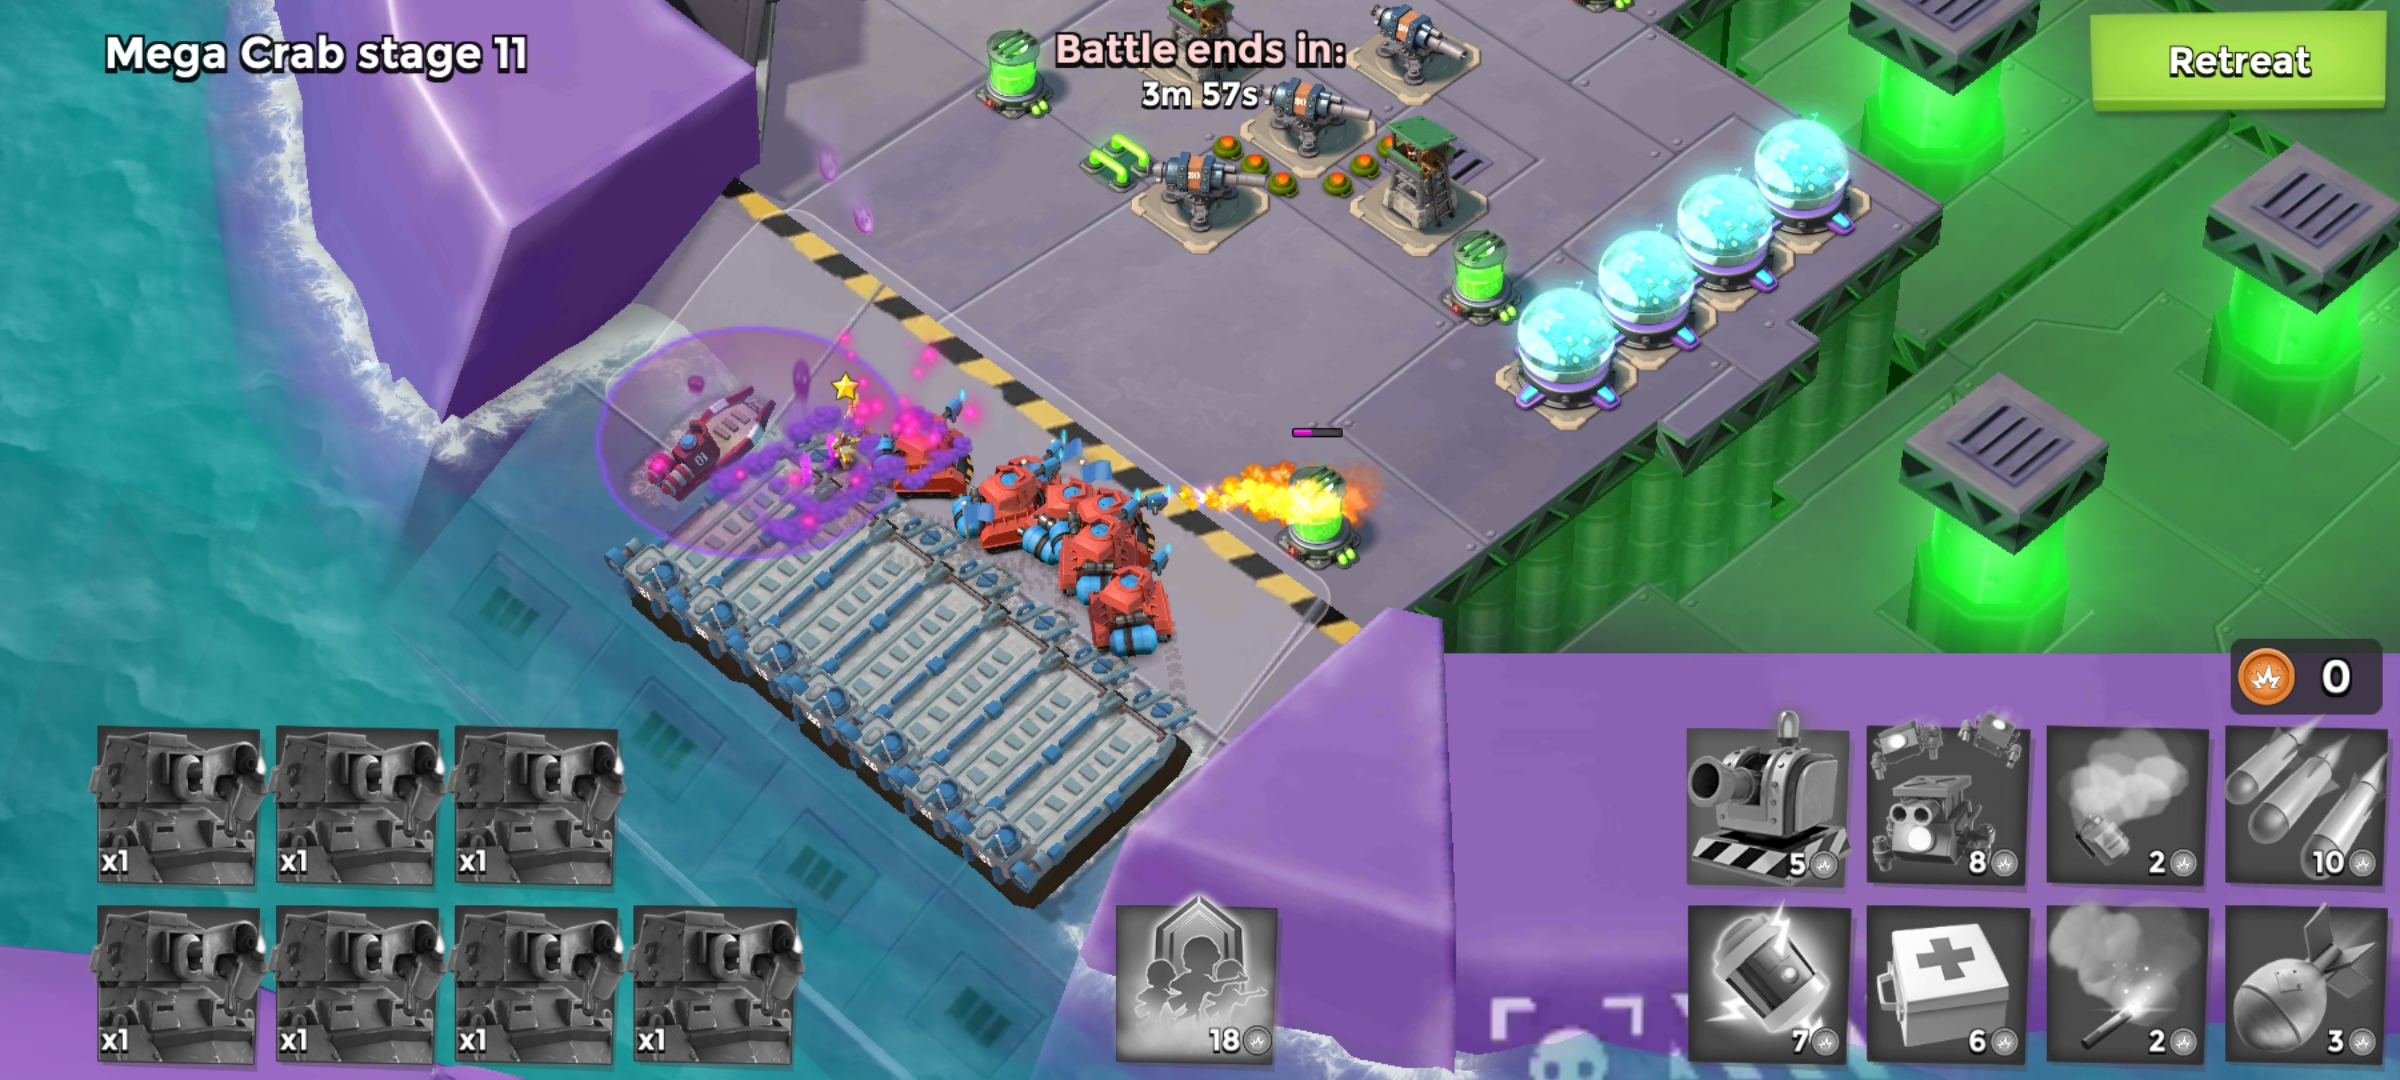 Mega Crab stage 11
Battle ends in:
3m 57s
Retreat
0
x1
x1
x1
5
8
2
10
x1
x1
x1
x1
18
7
6
2
3